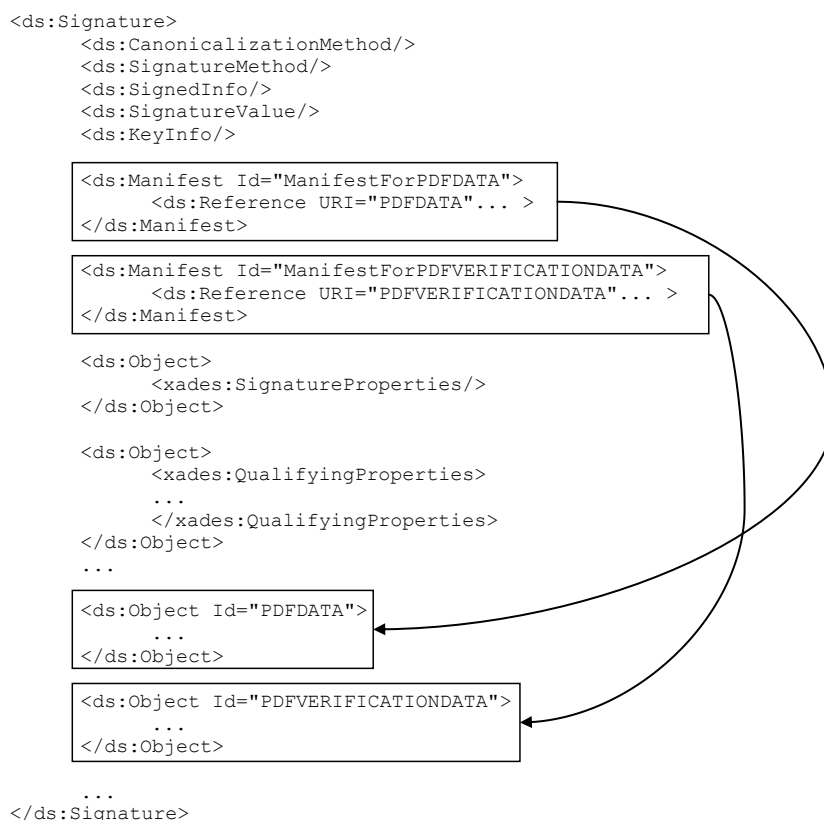 <ds:Signature>
<ds:CanonicalizationMethod/>
<ds:SignatureMethod/>
<ds:SignedInfo/>
<ds:SignatureValue/>
<ds:KeyInfo/>
<ds:Manifest Id="ManifestForPDFDATA">
<ds:Reference URI="PDFDATA"... >
</ds:Manifest>
<ds:Manifest Id="ManifestForPDFVERIFICATIONDATA">
<ds:Reference URI="PDFVERIFICATIONDATA"... >
</ds:Manifest>
<ds:Object>
<xades:SignatureProperties/>
</ds:Object>
<ds:Object>
<xades:QualifyingProperties>
...
</xades:QualifyingProperties>
</ds:Object>
...
<ds:Object Id="PDFDATA">
...
</ds:Object>
<ds:Object Id="PDFVERIFICATIONDATA">
...
</ds:Object>
...
</ds:Signature>